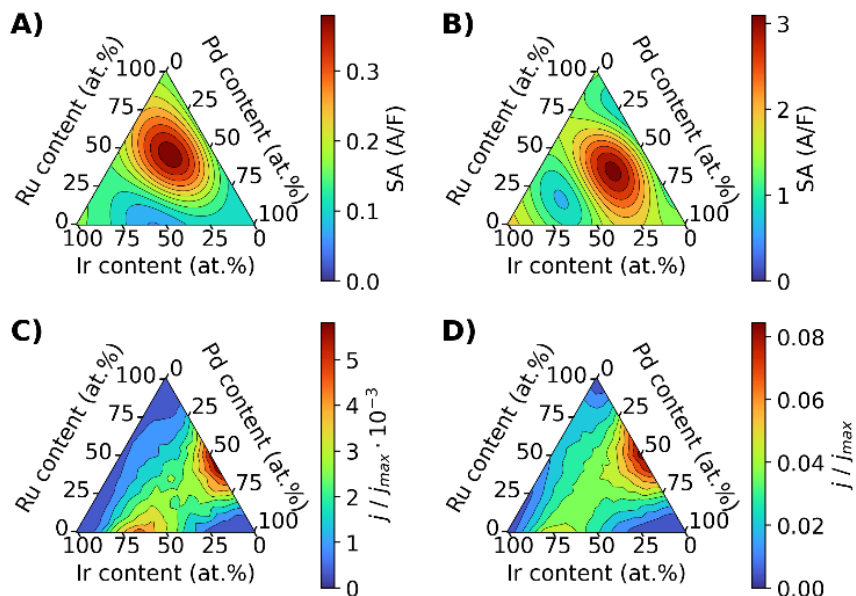 A)
Ru content (at.%)
Pd content (at.%)
Ir content (at.%)
0
100
25
75
50
50
75
25
100
0
100 75 50 25 0
0.3
0.2
0.1
0.0
SA (A/F)
B)
Ru content (at.%)
Pd content (at.%)
Ir content (at.%)
0
100
25
75
50
50
75
25
100
0
100 75 50 25 0
3
2
1
0
SA (A/F)
C)
Ru content (at.%)
Pd content (at.%)
Ir content (at.%)
0
100
25
75
50
50
75
25
100
0
100 75 50 25 0
5
4
3
2
1
0
j / jmax · 10⁻³
D)
Ru content (at.%)
Pd content (at.%)
Ir content (at.%)
0
100
25
75
50
50
75
25
100
0
100 75 50 25 0
0.08
0.06
0.04
0.02
0.00
j / jmax